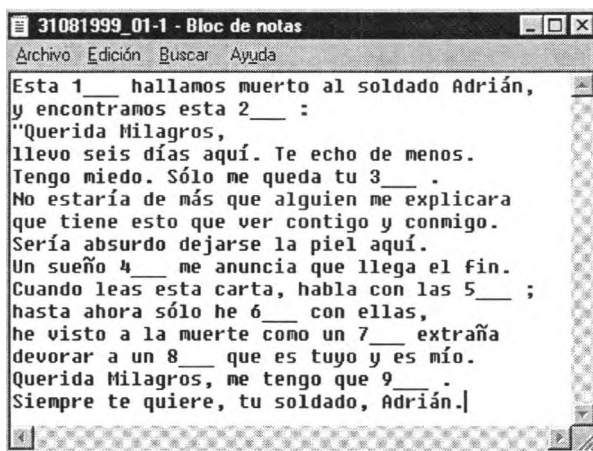 31081999_01-1 - Bloc de notas
Archivo Edición Buscar Ayuda
Esta 1___ hallamos muerto al soldado Adrián,
y encontramos esta 2___ :
"Querida Milagros,
llevo seis días aquí. Te echo de menos.
Tengo miedo. Sólo me queda tu 3___ .
No estaría de más que alguien me explicara
que tiene esto que ver contigo y conmigo.
Sería absurdo dejarse la piel aquí.
Un sueño 4___ me anuncia que llega el fin.
Cuando leas esta carta, habla con las 5___ ;
hasta ahora sólo he 6___ con ellas,
he visto a la muerte como un 7___ extraña
devorar a un 8___ que es tuyo y es mío.
Querida Milagros, me tengo que 9___ .
Siempre te quiere, tu soldado, Adrián.